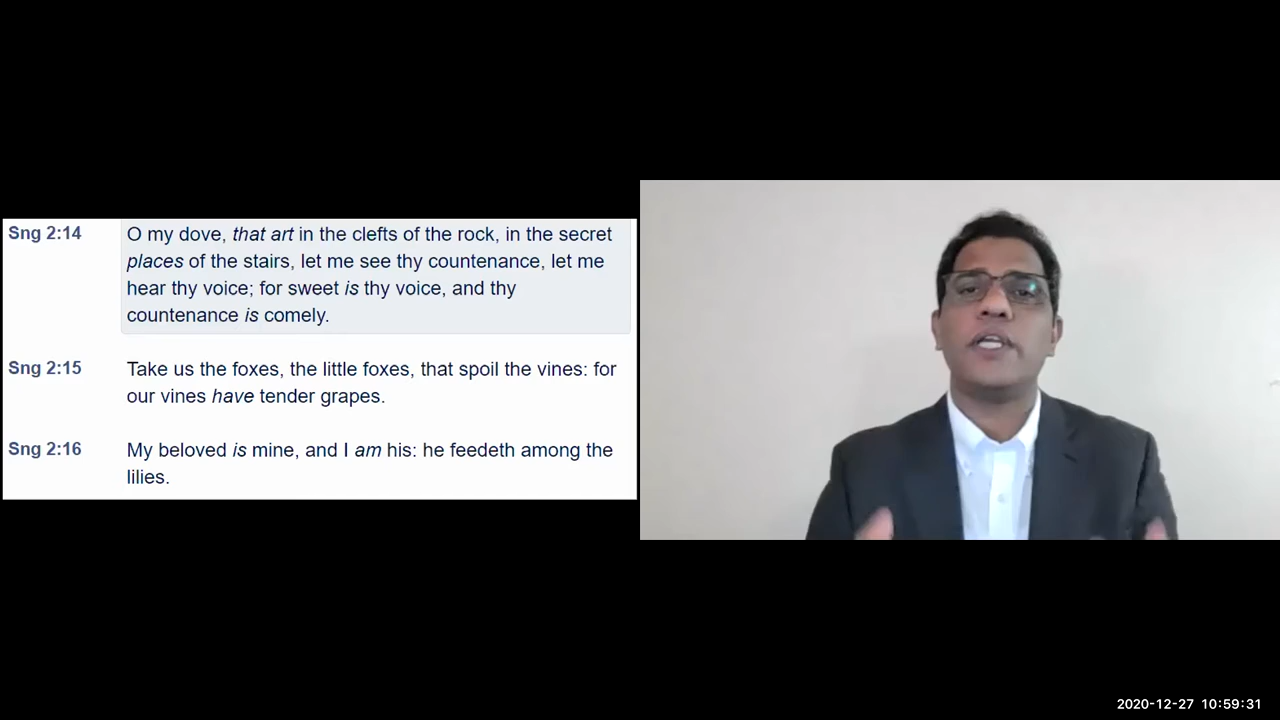 Sng 2:14
O my dove, that art in the clefts of the rock, in the secret
places of the stairs, let me see thy countenance, let me
hear thy voice; for sweet is thy voice, and thy
countenance is comely.
Sng 2:15
Take us the foxes, the little foxes, that spoil the vines: for
our vines have tender grapes.
Sng 2:16
My beloved is mine, and I am his: he feedeth among the
lilies.
2020-12-27 10:59:31